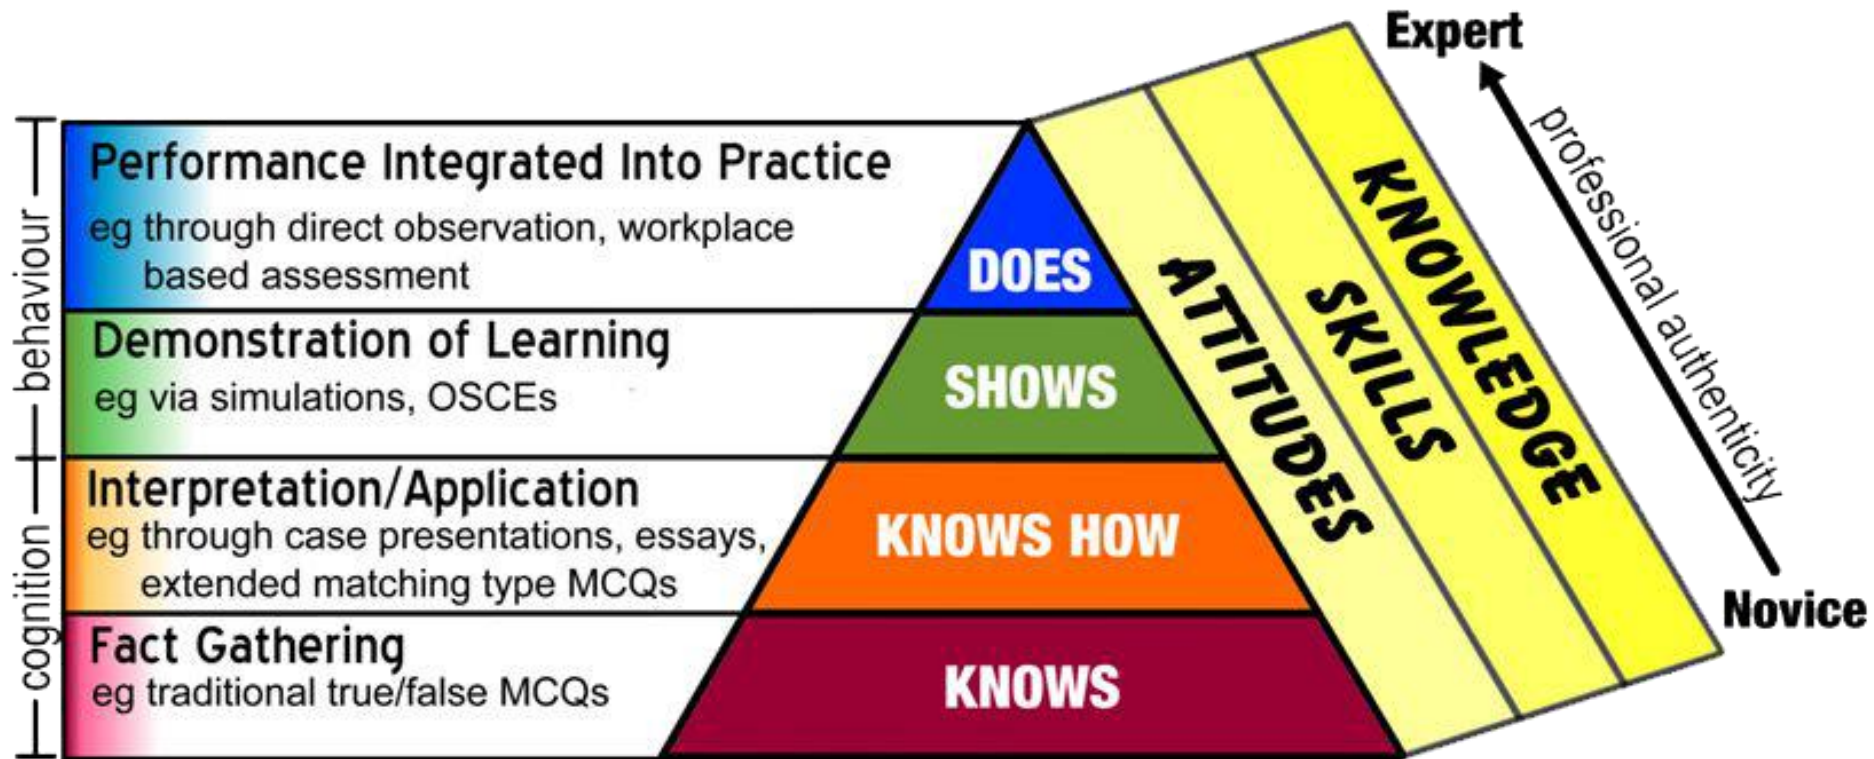 Expert
professional authenticity
Novice
behaviour
cognition
Performance Integrated Into Practice
eg through direct observation, workplace
based assessment
DOES
Demonstration of Learning
eg via simulations, OSCEs
SHOWS
Interpretation/Application
eg through case presentations, essays,
extended matching type MCQs
KNOWS HOW
Fact Gathering
eg traditional true/false MCQs
KNOWS
ATTITUDES
SKILLS
KNOWLEDGE